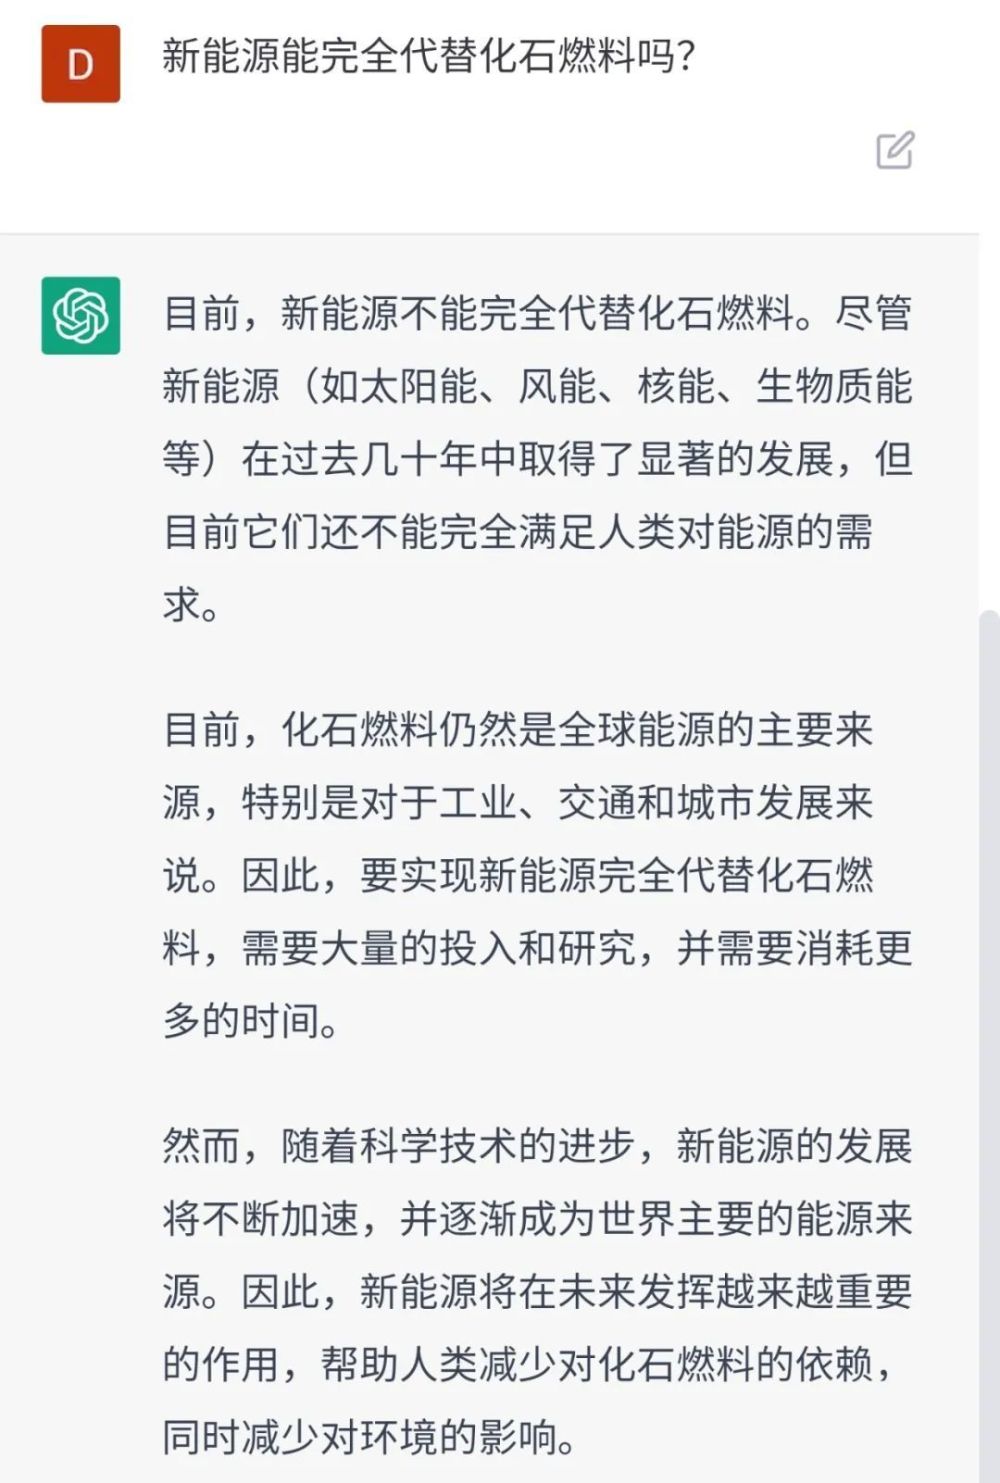 D
新能源能完全代替化石燃料吗?
目前，新能源不能完全代替化石燃料。尽管
新能源（如太阳能、风能、核能、生物质能
等）在过去几十年中取得了显著的发展，但
目前它们还不能完全满足人类对能源的需
求。
目前，化石燃料仍然是全球能源的主要来
源，特别是对于工业、交通和城市发展来
说。因此，要实现新能源完全代替化石燃
料，需要大量的投入和研究，并需要消耗更
多的时间。
然而，随着科学技术的进步，新能源的发展
将不断加速，并逐渐成为世界主要的能源来
源。因此，新能源将在未来发挥越来越重要
的作用，帮助人类减少对化石燃料的依赖，
同时减少对环境的影响。